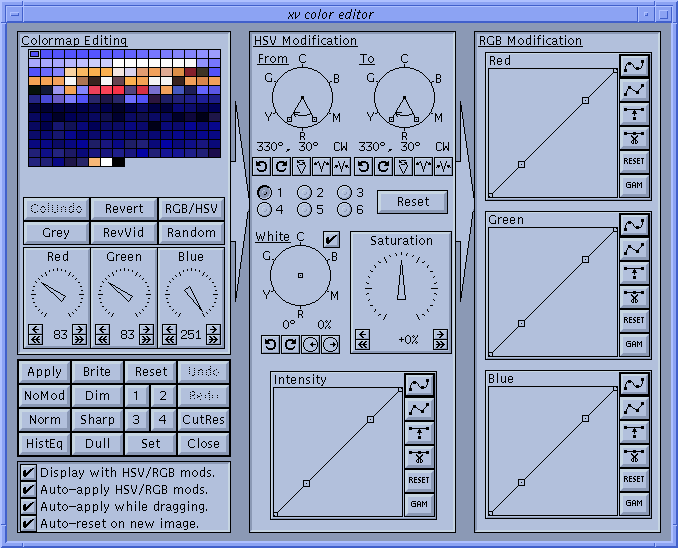 xv color editor
Colormap Editing
ColUndo Revert RGB/HSV
Grey RevVid Random
Red Green Blue
83 83 251
Apply Brite Reset Undo
NoMod Dim 1 2 Redo
Norm Sharp 3 4 CutRes
HistEq Dull Set Close
Display with HSV/RGB mods.
Auto-apply HSV/RGB mods.
Auto-apply while dragging.
Auto-reset on new image.
HSV Modification
From C To C
G B G B
Y M Y M
R R
330°, 30° CW 330°, 30° CW
1 2 3
4 5 6
Reset
White C
G B
Y M
R
0° 0%
Saturation
+0%
Intensity
RESET
GAM
RGB Modification
Red
RESET
GAM
Green
RESET
GAM
Blue
RESET
GAM